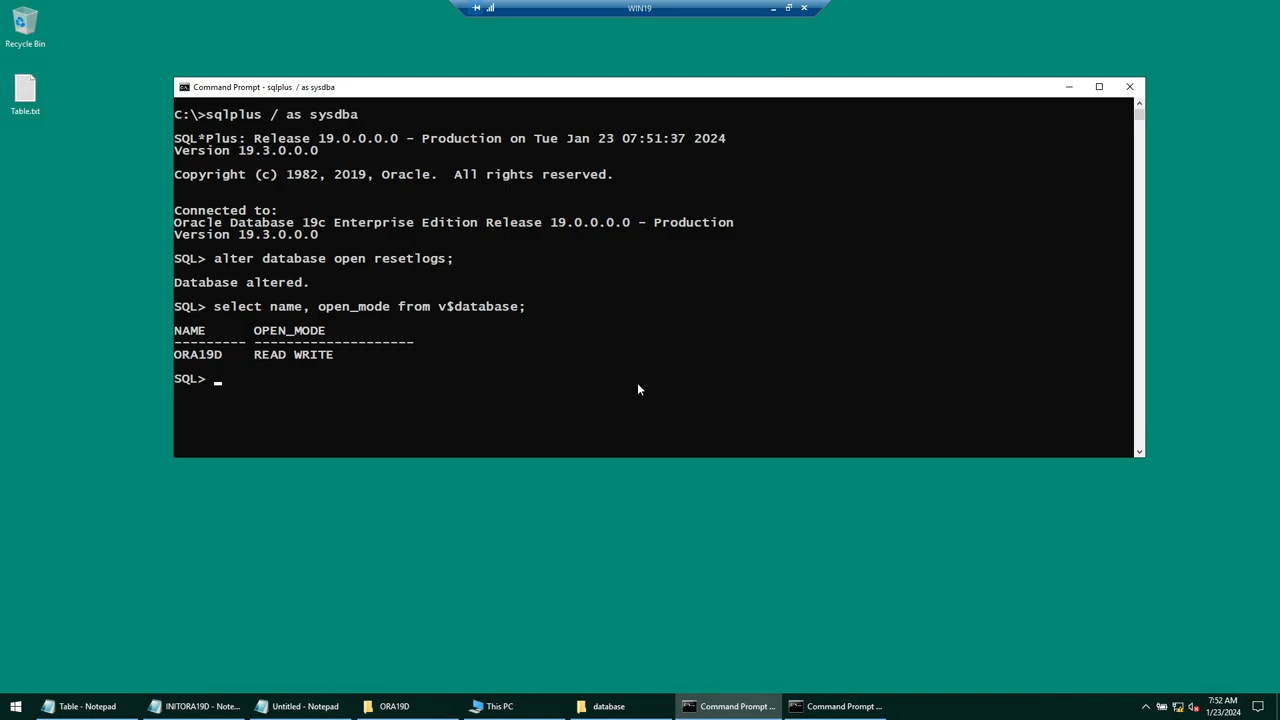 WIN19
Recycle Bin
Table.txt
Command Prompt - sqlplus / as sysdba
C:\>sqlplus / as sysdba
SQL*Plus: Release 19.0.0.0.0 - Production on Tue Jan 23 07:51:37 2024
Version 19.3.0.0.0
Copyright (c) 1982, 2019, Oracle.  All rights reserved.
Connected to:
Oracle Database 19c Enterprise Edition Release 19.0.0.0.0 - Production
Version 19.3.0.0.0
SQL> alter database open resetlogs;
Database altered.
SQL> select name, open_mode from v$database;
NAME      OPEN_MODE
--------- --------------------
ORA19D    READ WRITE
SQL> _
Table - Notepad
INITORA19D - Note...
Untitled - Notepad
ORA19D
This PC
database
Command Prompt ...
Command Prompt ...
7:52 AM
1/23/2024